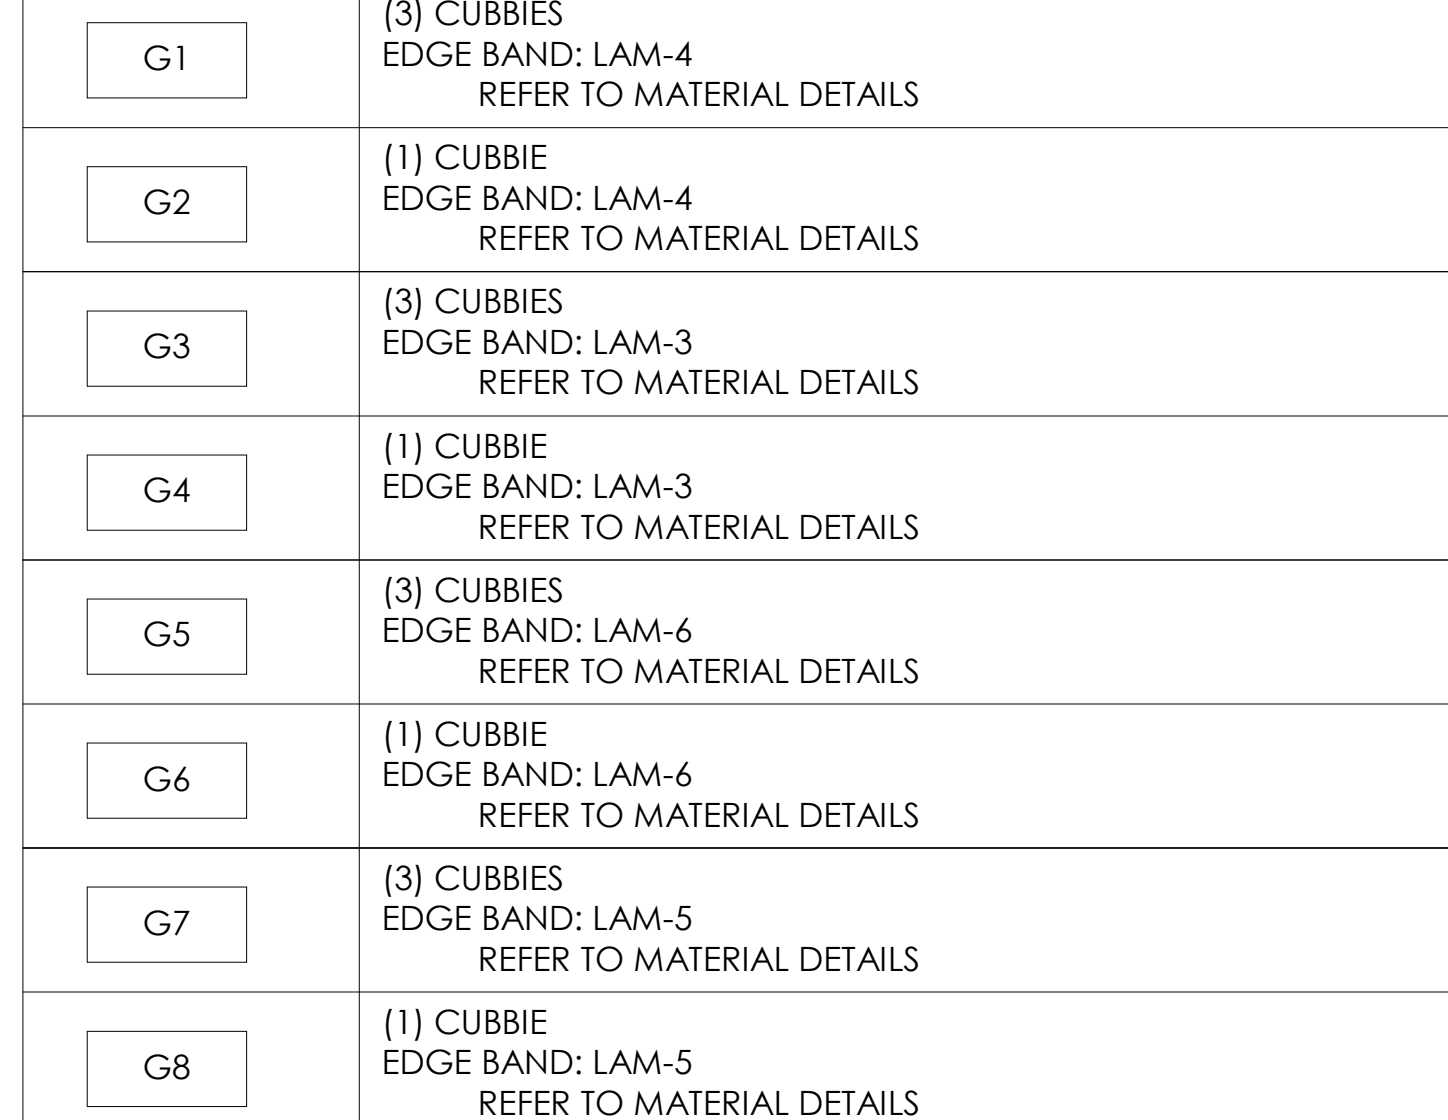 G1
(3) CUBBIES
EDGE BAND: LAM-4
REFER TO MATERIAL DETAILS
G2
(1) CUBBIE
EDGE BAND: LAM-4
REFER TO MATERIAL DETAILS
G3
(3) CUBBIES
EDGE BAND: LAM-3
REFER TO MATERIAL DETAILS
G4
(1) CUBBIE
EDGE BAND: LAM-3
REFER TO MATERIAL DETAILS
G5
(3) CUBBIES
EDGE BAND: LAM-6
REFER TO MATERIAL DETAILS
G6
(1) CUBBIE
EDGE BAND: LAM-6
REFER TO MATERIAL DETAILS
G7
(3) CUBBIES
EDGE BAND: LAM-5
REFER TO MATERIAL DETAILS
G8
(1) CUBBIE
EDGE BAND: LAM-5
REFER TO MATERIAL DETAILS